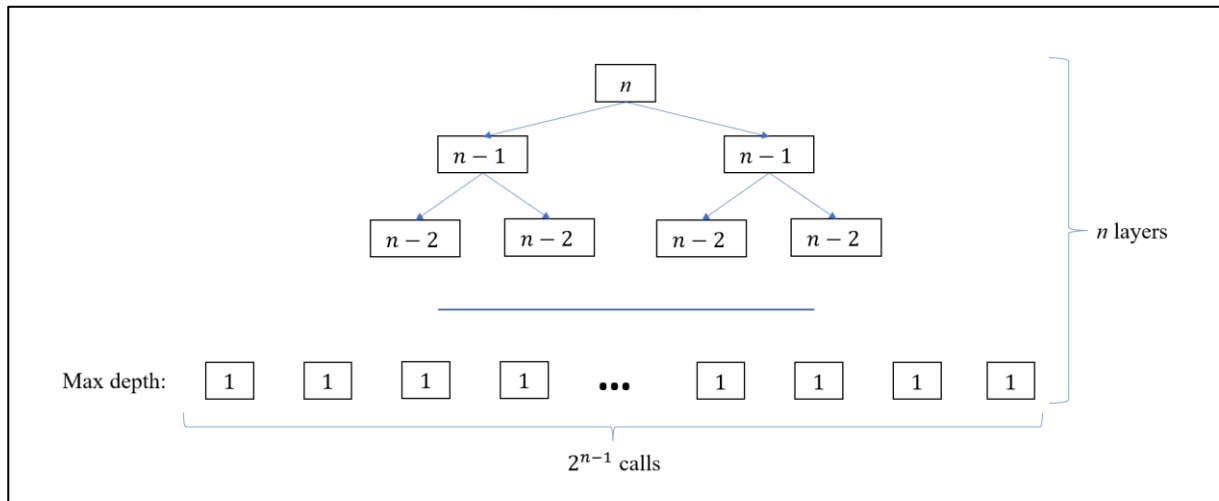 n
n − 1 n − 1
n − 2 n − 2 n − 2 n − 2
n layers
Max depth: 1 1 1 1 ... 1 1 1 1
2ⁿ⁻¹ calls